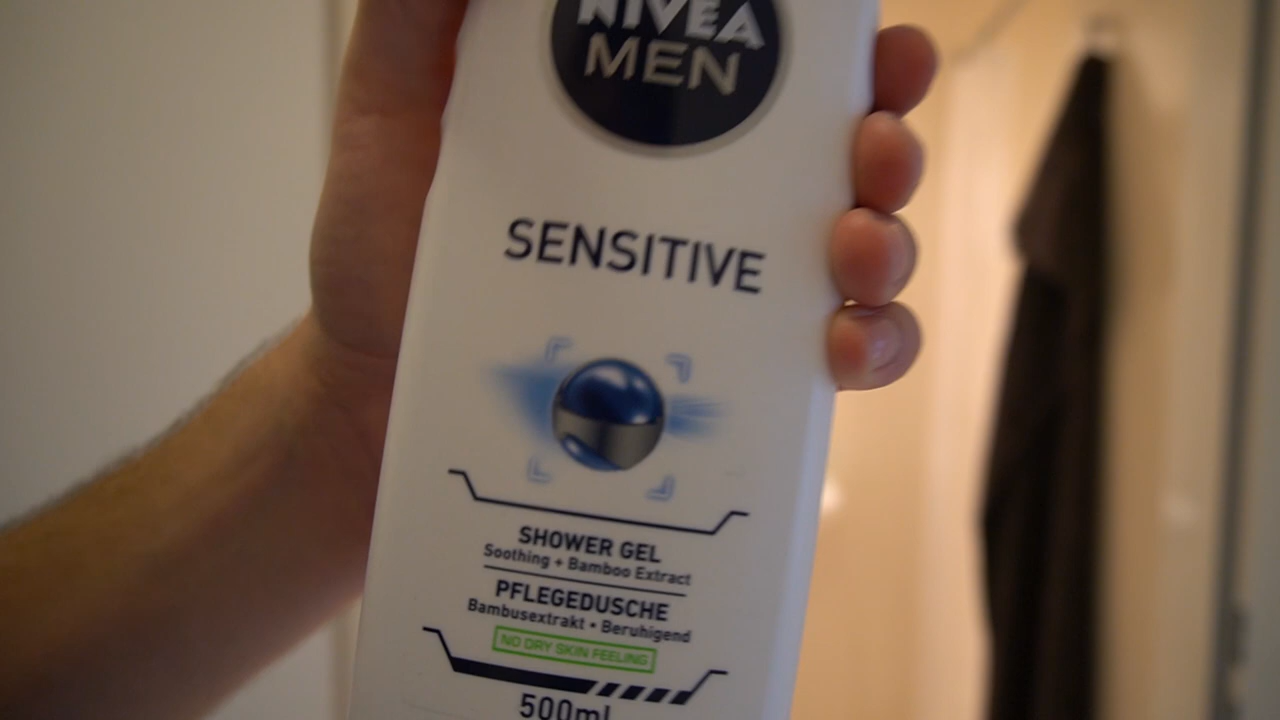 NIVEA
MEN
SENSITIVE
SHOWER GEL
Soothing + Bamboo Extract
PFLEGEDUSCHE
Bambusextrakt • Beruhigend
NO DRY SKIN FEELING
500ml